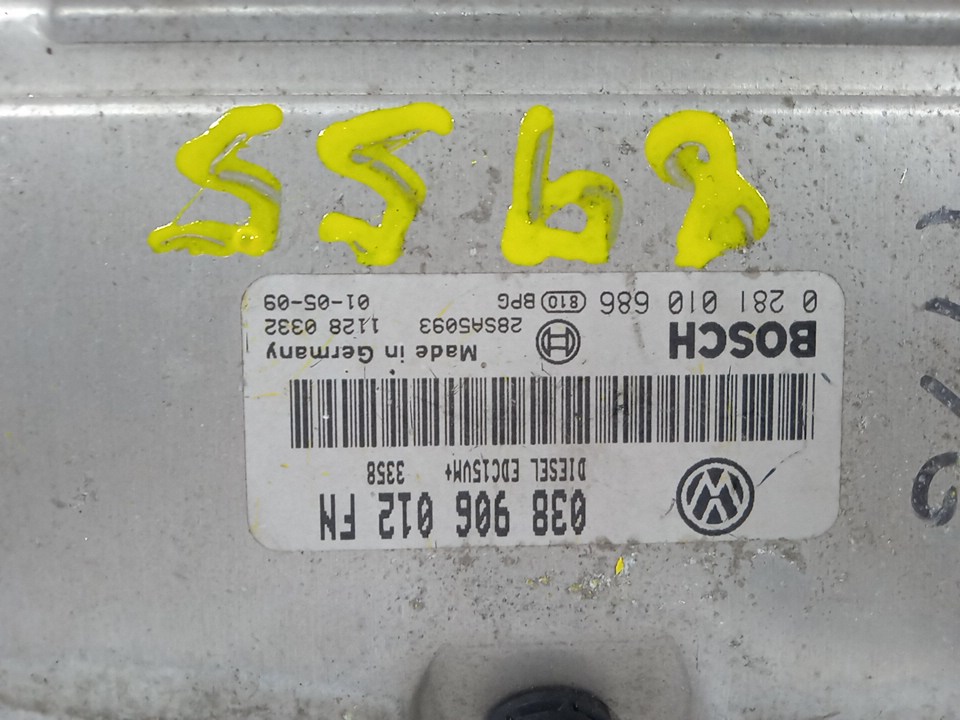 038 906 012 FN
DIESEL EDC15VM+ 3358
BOSCH
Made in Germany
28SA5093 1128 0332
0 281 010 686 810 BPG 01-05-09
8955